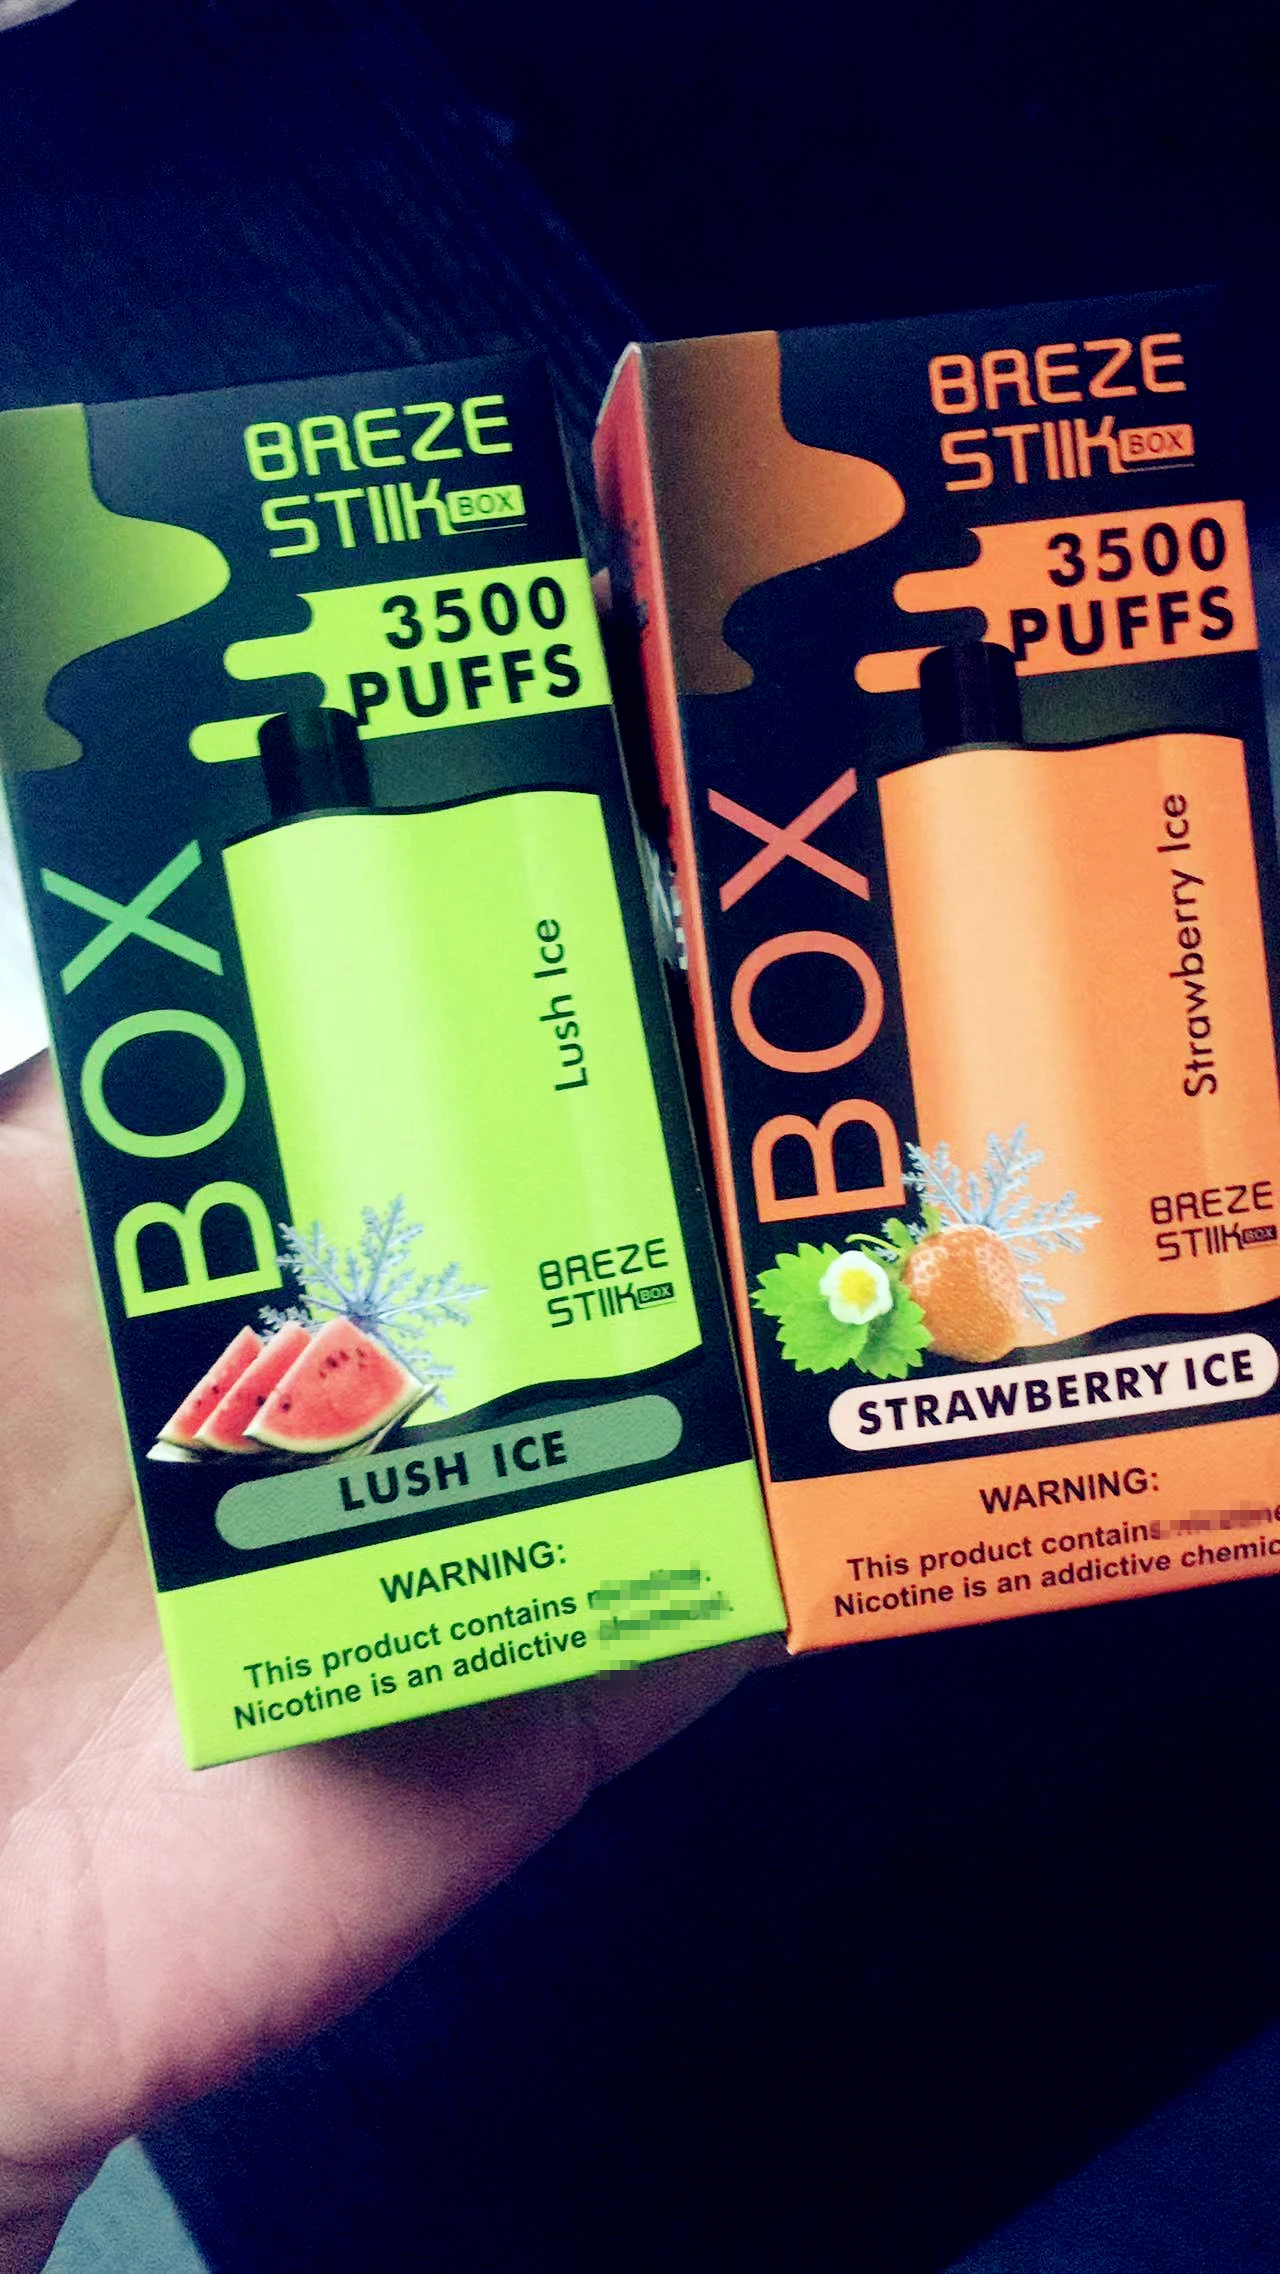 BREZE
STIIK BOX
3500
PUFFS
BOX
Lush Ice
BREZE
STIIK BOX
LUSH ICE
WARNING:
This product contains
Nicotine is an addictive
BREZE
STIIK BOX
3500
PUFFS
BOX
Strawberry Ice
BREZE
STIIK BOX
STRAWBERRY ICE
WARNING:
This product contains
Nicotine is an addictive chemic